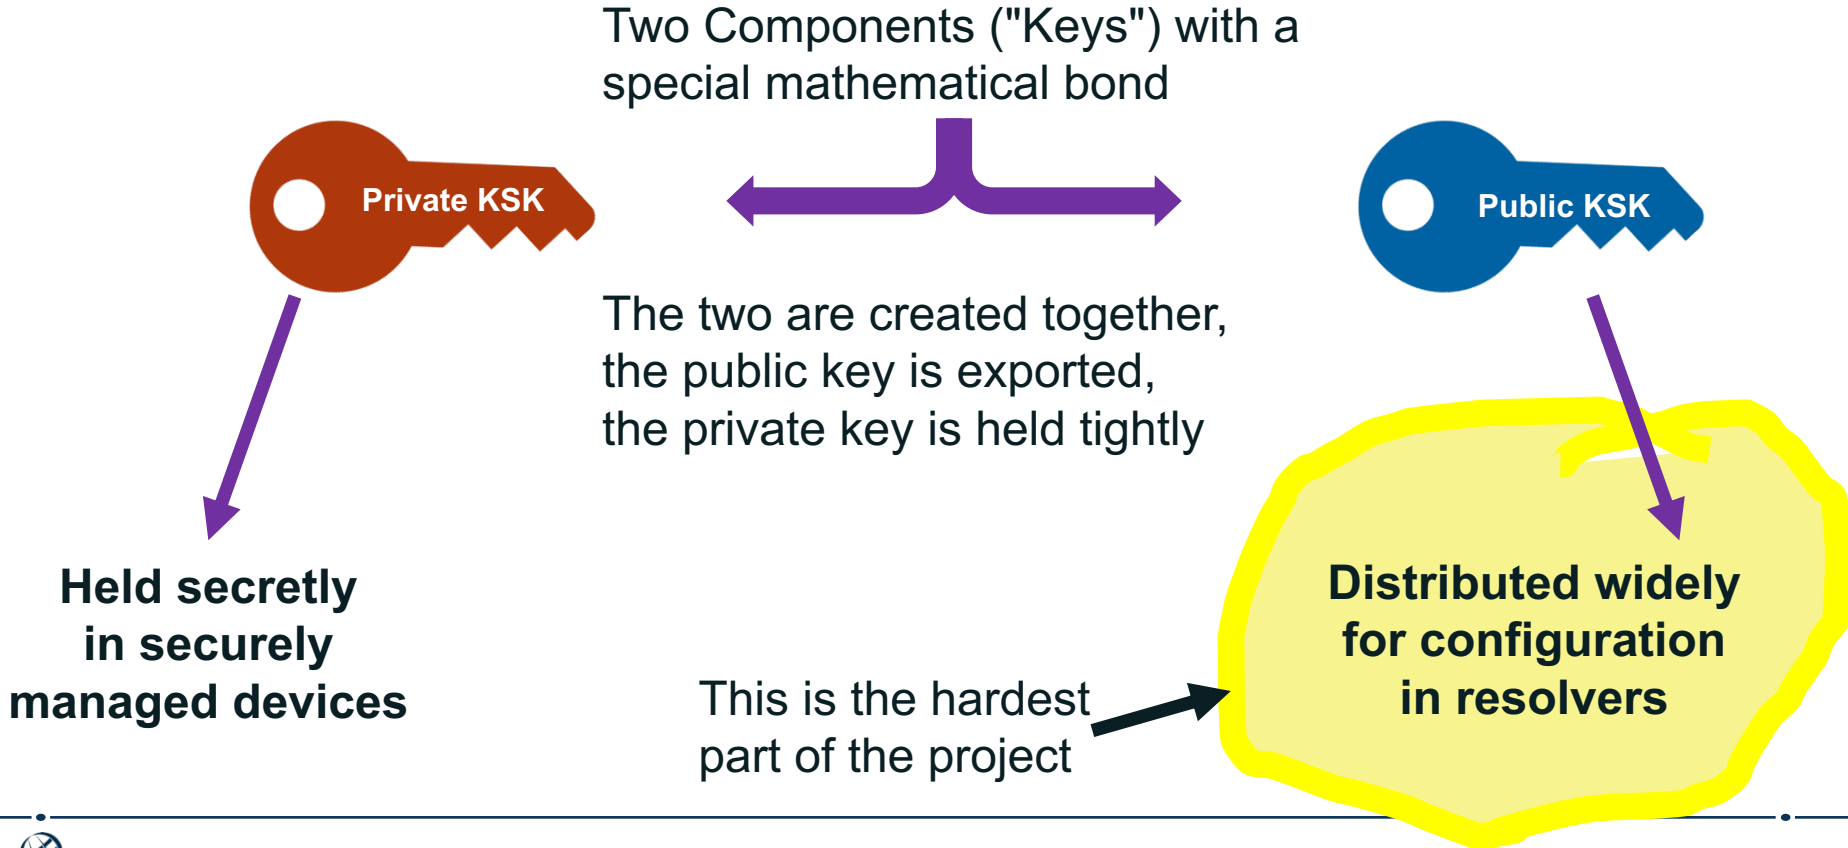 Two Components ("Keys") with a
special mathematical bond
Private KSK
Public KSK
The two are created together,
the public key is exported,
the private key is held tightly
Held secretly
in securely
managed devices
Distributed widely
for configuration
in resolvers
This is the hardest
part of the project